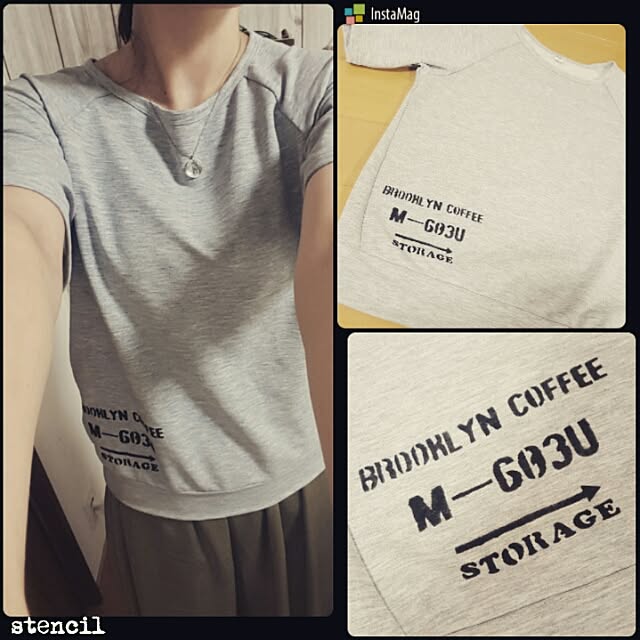 InstaMag
BROOKLYN COFFEE
M-G03U
STORAGE
BROOKLYN COFFEE
M-G03U
STORAGE
BROOKLYN COFFEE
M-G03U
STORAGE
stencil